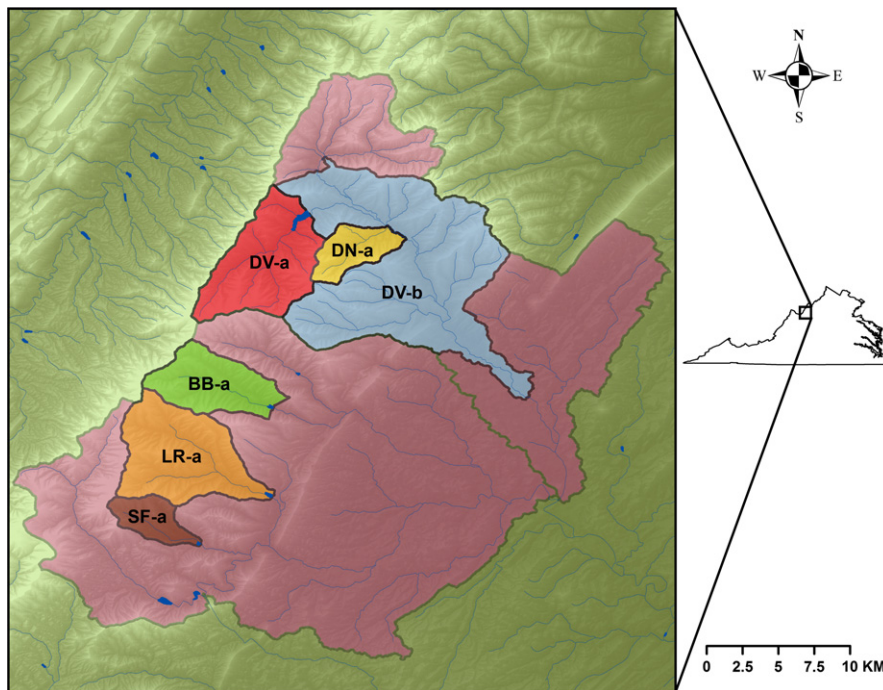 N
W E
S
DV-a
DN-a
DV-b
BB-a
LR-a
SF-a
0 2.5 5 7.5 10 KM